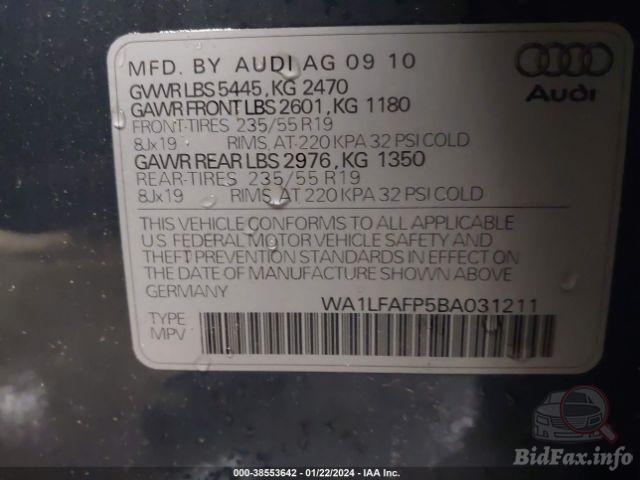 MFD. BY AUDI AG 09 10
GVWR LBS 5445, KG 2470
GAWR FRONT LBS 2601, KG 1180
FRONT-TIRES 235/55 R19
8Jx19 RIMS, AT 220 KPA 32 PSI COLD
GAWR REAR LBS 2976, KG 1350
REAR-TIRES 235/55 R19
8Jx19 RIMS, AT 220 KPA 32 PSI COLD
Audi
THIS VEHICLE CONFORMS TO ALL APPLICABLE
U.S. FEDERAL MOTOR VEHICLE SAFETY AND
THEFT PREVENTION STANDARDS IN EFFECT ON
THE DATE OF MANUFACTURE SHOWN ABOVE
GERMANY WA1LFAFP5BA031211
TYPE
MPV
BidFax.info
000-38553642 - 01/22/2024 - IAA Inc.